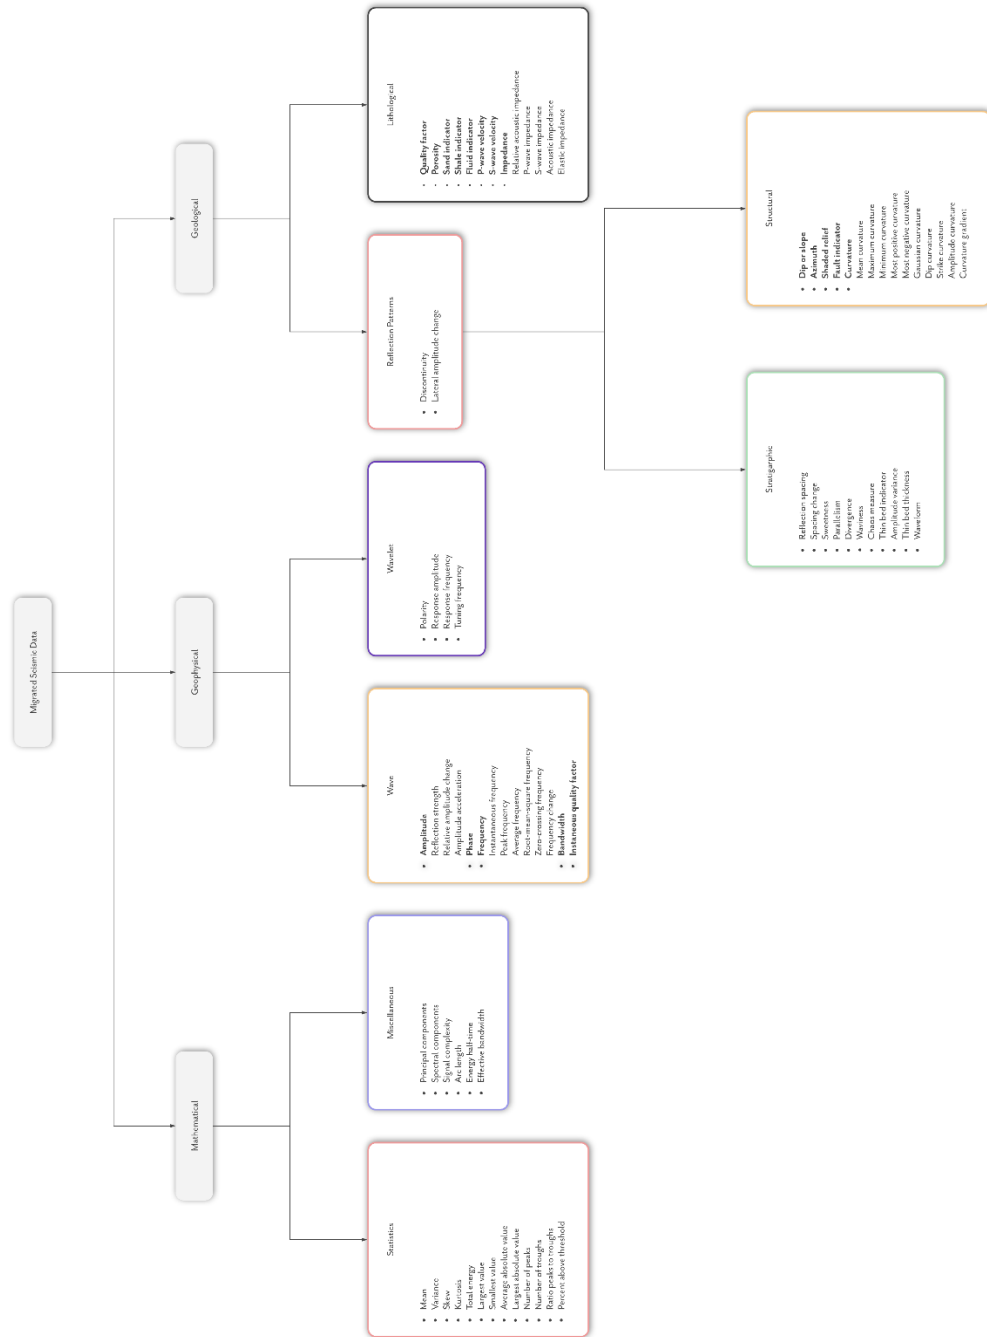 Migrated Seismic Data
Mathematical
Geophysical
Geological
Statistics
• Mean
• Variance
• Skew
• Kurtosis
• Total energy
• Largest value
• Smallest value
• Average absolute value
• Largest absolute value
• Number of peaks
• Number of troughs
• Ratio peaks to troughs
• Percent above threshold
Miscellaneous
• Principal components
• Spectral components
• Signal complexity
• Arc length
• Energy half-time
• Effective bandwidth
Wave
• Amplitude
Reflection strength
Relative amplitude change
Amplitude acceleration
• Phase
• Frequency
Instantaneous frequency
Peak frequency
Average frequency
Root-mean-square frequency
Zero-crossing frequency
Frequency change
• Bandwidth
• Instaneous quality factor
Wavelet
• Polarity
• Response amplitude
• Response frequency
• Tuning frequency
Reflection Patterns
• Discontinuity
• Lateral amplitude change
Lithological
• Quality factor
• Porosity
• Sand indicator
• Shale indicator
• Fluid indicator
• P-wave velocity
• S-wave velocity
• Impedance
Relative acoustic impedance
P-wave impedance
S-wave impedance
Acoustic impedance
Elastic impedance
Stratigarphic
• Reflection spacing
• Spacing change
• Sweetness
• Parallelism
• Divergence
• Waviness
• Chaos measure
• Thin bed indicator
• Amplitude variance
• Thin bed thickness
• Waveform
Structural
• Dip or slope
• Azimuth
• Shaded relief
• Fault indicator
• Curvature
Mean curvature
Maximum curvature
Minimum curvature
Most positive curvature
Most negative curvature
Gaussian curvature
Dip curvature
Strike curvature
Amplitude curvature
Curvature gradient